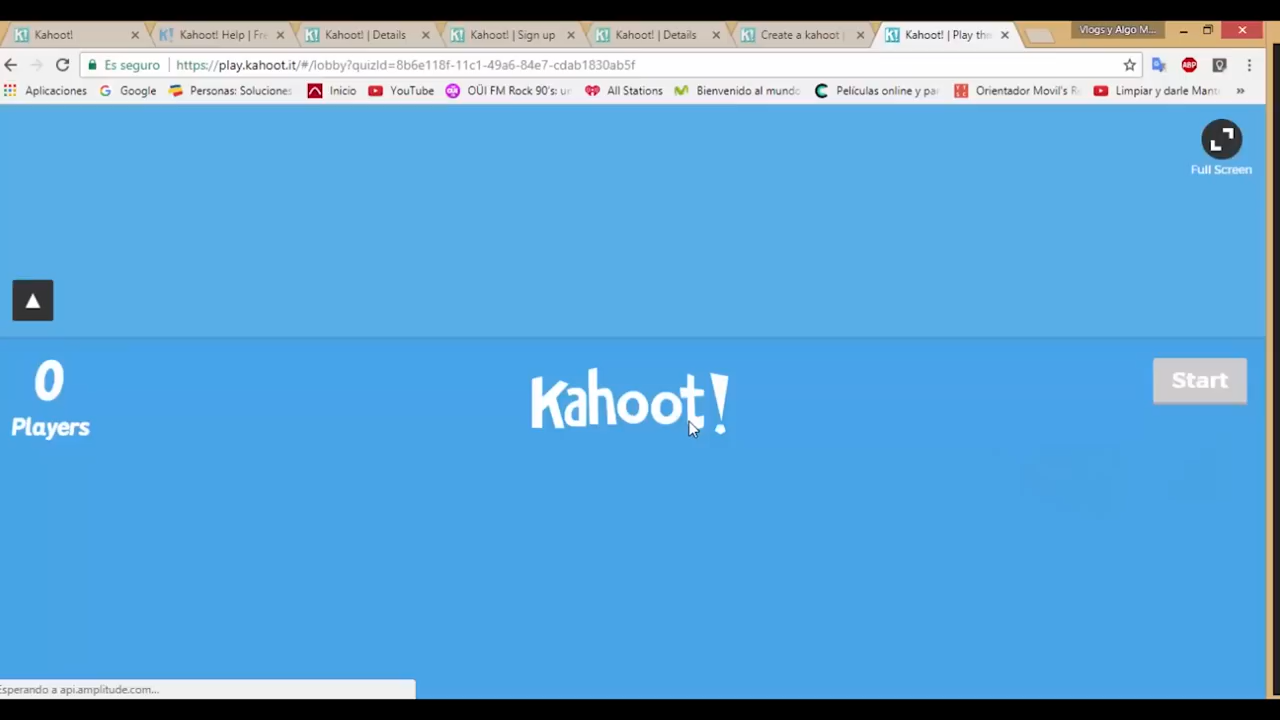 Kahoot!
Kahoot! Help | Fre
Kahoot! | Details
Kahoot! | Sign up
Kahoot! | Details
Create a kahoot |
Kahoot! | Play th
Vlogs y Algo M...
Es seguro
https://play.kahoot.it/#/lobby?quizId=8b6e118f-11c1-49a6-84e7-cdab1830ab5f
ABP
Aplicaciones
Google
Personas: Soluciones
Inicio
YouTube
OÜI FM Rock 90's: un
All Stations
Bienvenido al mundo
Películas online y pa
Orientador Movil's R
Limpiar y darle Mant
»
Full Screen
0
Players
Kahoot!
Start
Esperando a api.amplitude.com...